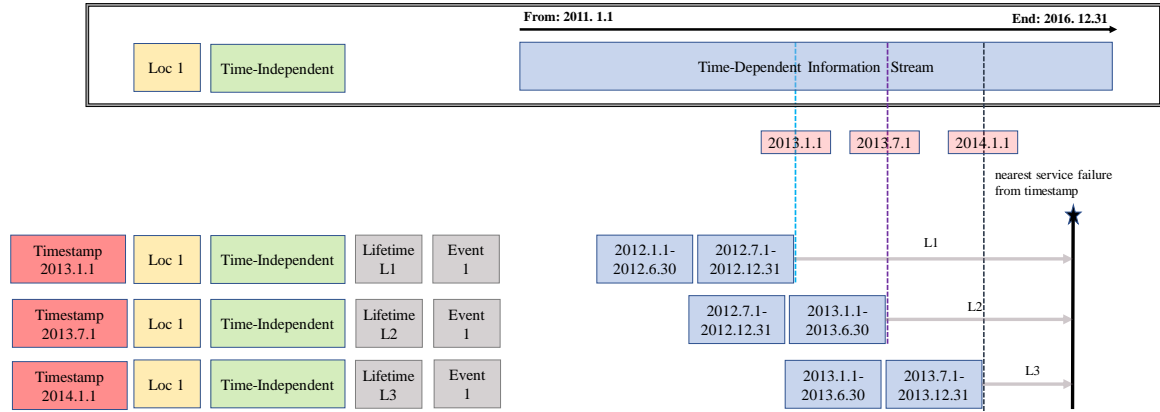 From: 2011. 1.1
End: 2016. 12.31
Loc 1
Time-Independent
Time-Dependent Information Stream
2013.1.1
2013.7.1
2014.1.1
nearest service failure
from timestamp
Timestamp
2013.1.1
Loc 1
Time-Independent
Lifetime
L1
Event
1
2012.1.1-
2012.6.30
2012.7.1-
2012.12.31
L1
Timestamp
2013.7.1
Loc 1
Time-Independent
Lifetime
L2
Event
1
2012.7.1-
2012.12.31
2013.1.1-
2013.6.30
L2
Timestamp
2014.1.1
Loc 1
Time-Independent
Lifetime
L3
Event
1
2013.1.1-
2013.6.30
2013.7.1-
2013.12.31
L3